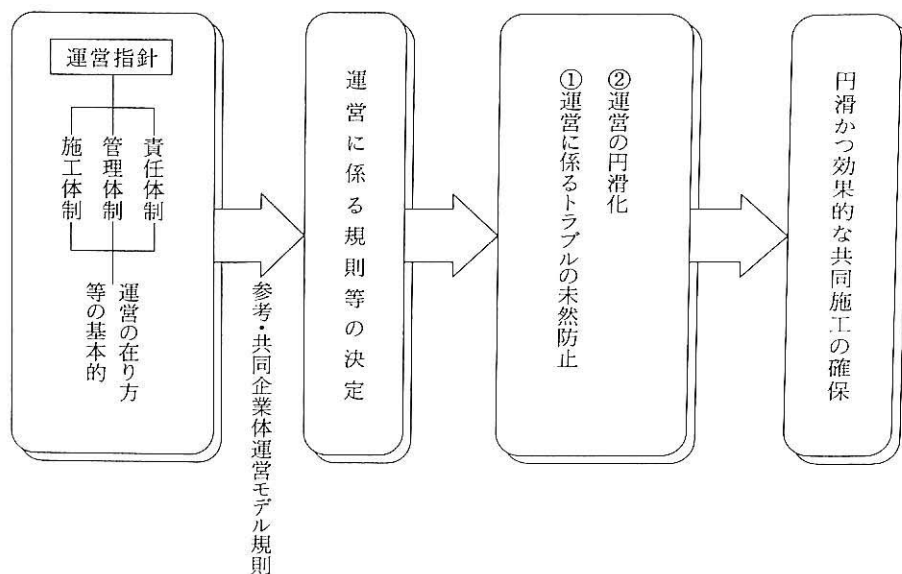 運営指針
施工体制
管理体制
責任体制
等の基本的
運営の在り方
参考・共同企業体運営モデル規則
運営に係る規則等の決定
①運営に係るトラブルの未然防止
②運営の円滑化
円滑かつ効果的な共同施工の確保